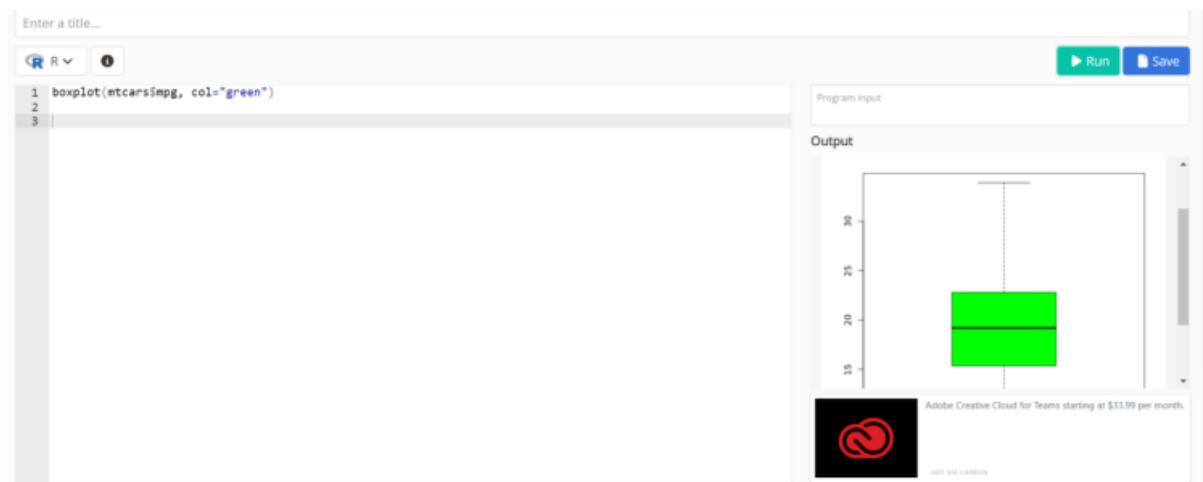 Enter a title...
R R
Run Save
1 boxplot(mtcars$mpg, col="green")
2
3
Program input
Output
30
25
20
15
Adobe Creative Cloud for Teams starting at $33.99 per month.
ADS VIA CARBON